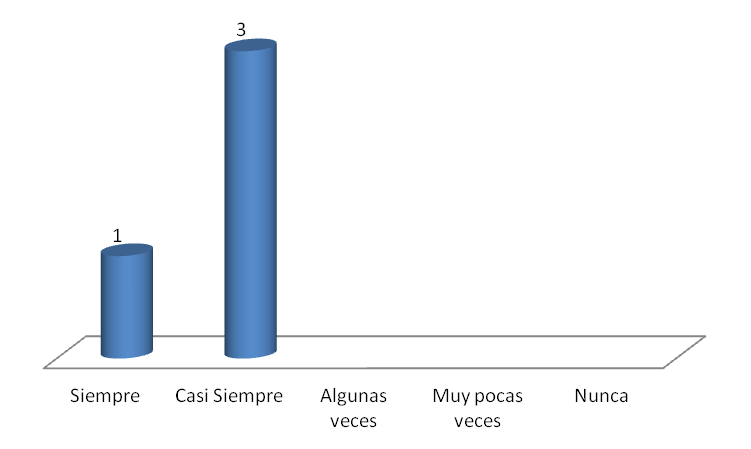 3
1
Siempre
Casi Siempre
Algunas
veces
Muy pocas
veces
Nunca